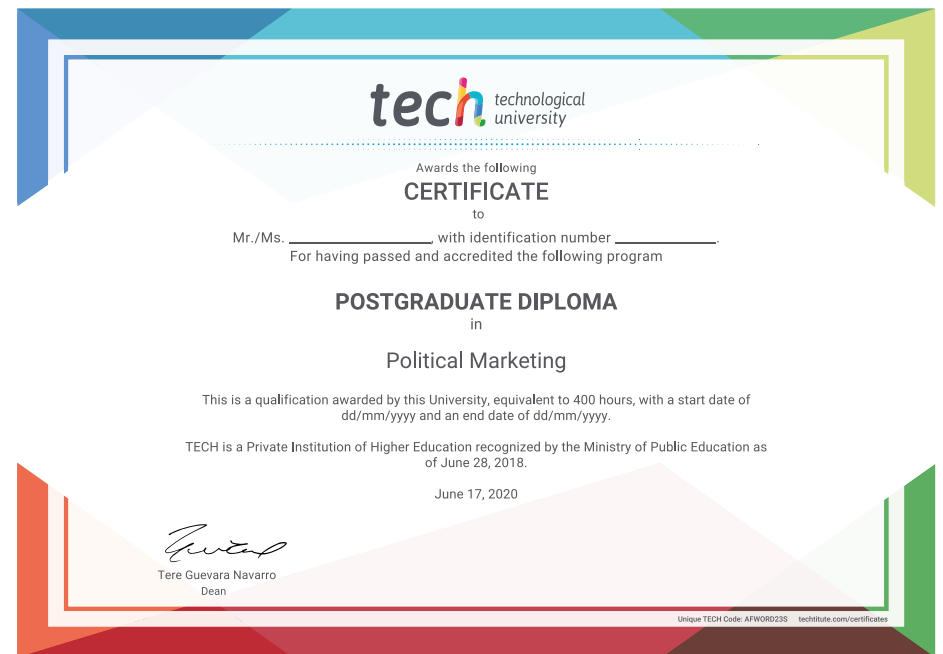 tech technological
university
Awards the following
CERTIFICATE
to
Mr./Ms. ____________, with identification number ____________.
For having passed and accredited the following program
POSTGRADUATE DIPLOMA
in
Political Marketing
This is a qualification awarded by this University, equivalent to 400 hours, with a start date of
dd/mm/yyyy and an end date of dd/mm/yyyy.
TECH is a Private Institution of Higher Education recognized by the Ministry of Public Education as
of June 28, 2018.
June 17, 2020
Tere Guevara Navarro
Dean
Unique TECH Code: AFWORD23S techtitute.com/certificates